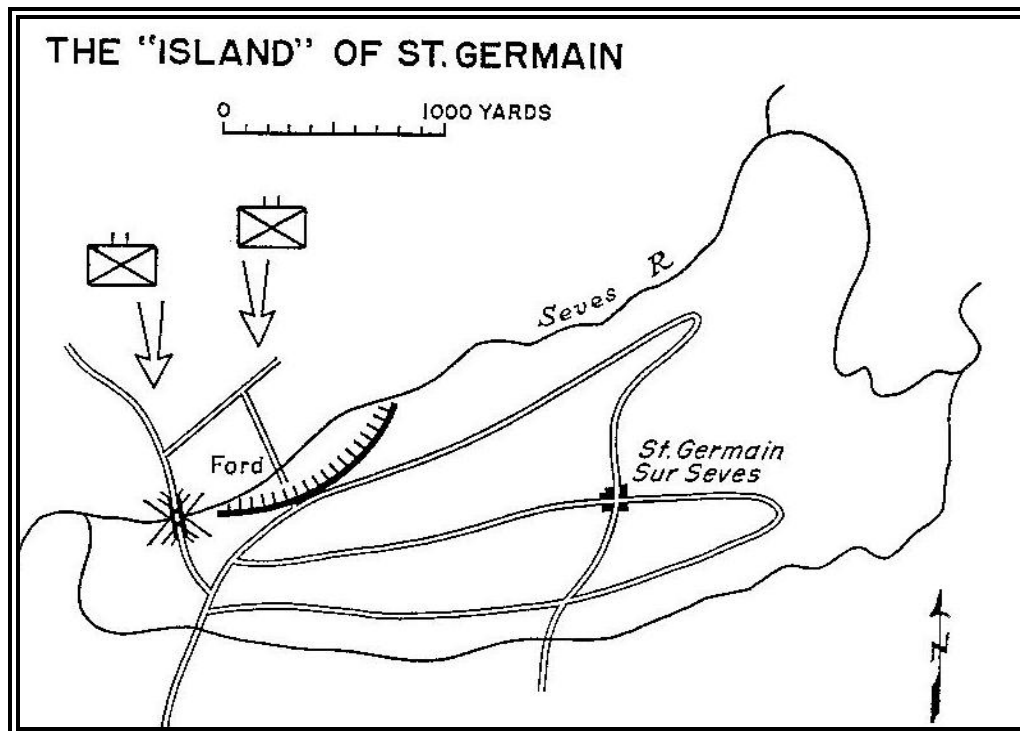 THE "ISLAND" OF ST. GERMAIN
0 1000 YARDS
Seves R
Ford
St. Germain
Sur Seves
N